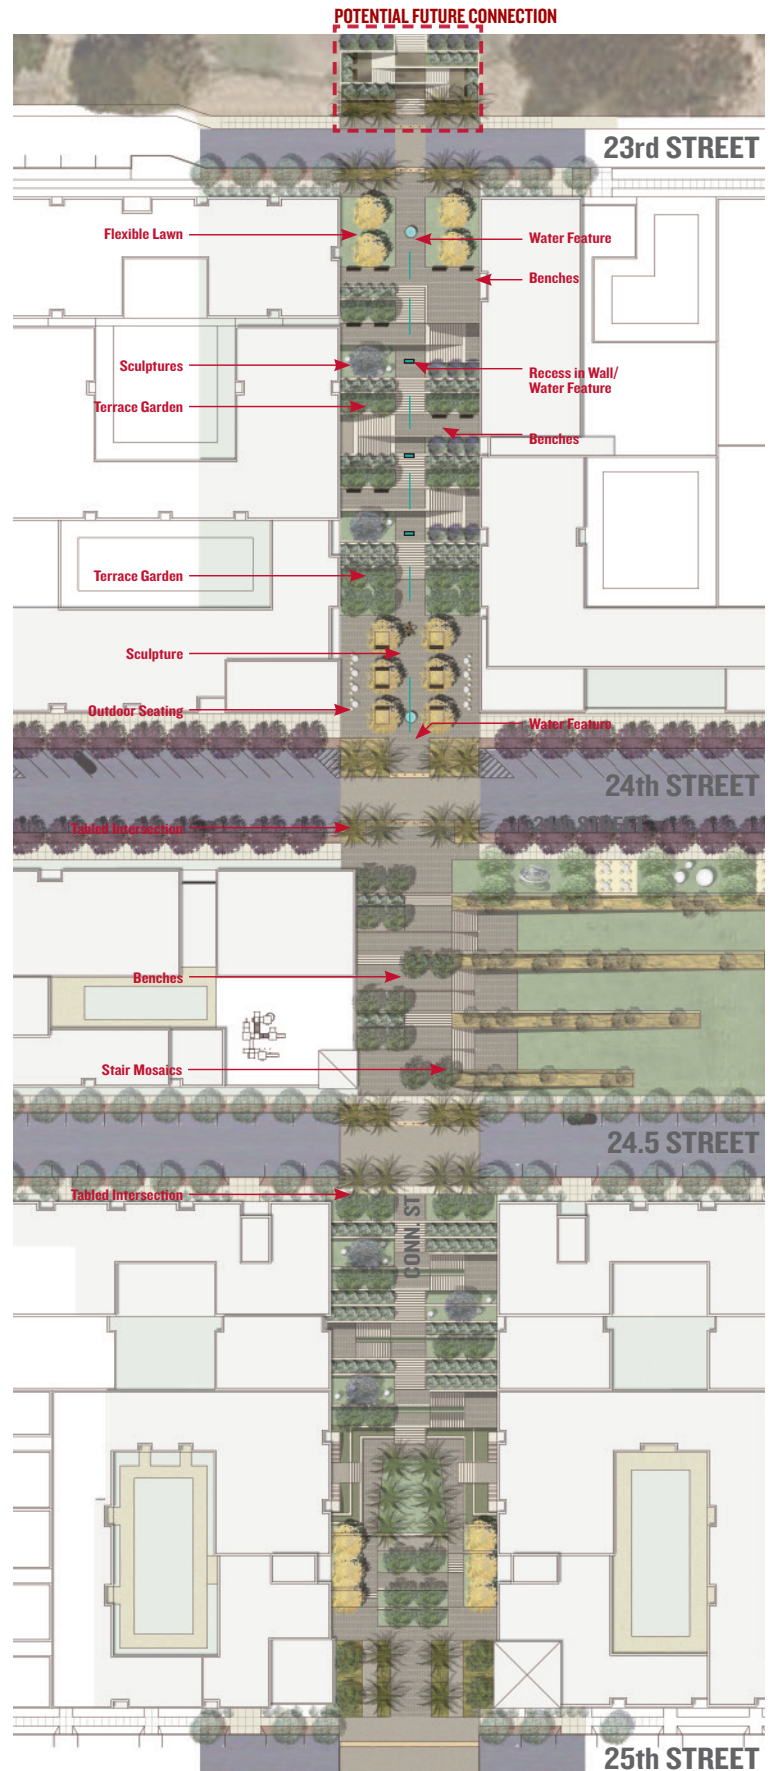 POTENTIAL FUTURE CONNECTION
23rd STREET
Flexible Lawn
Water Feature
Benches
Sculptures
Recess in Wall/
Water Feature
Terrace Garden
Benches
Terrace Garden
Sculpture
Outdoor Seating
Water Feature
24th STREET
Tabled Intersection
Benches
Stair Mosaics
24.5 STREET
Tabled Intersection
CONN. ST
25th STREET